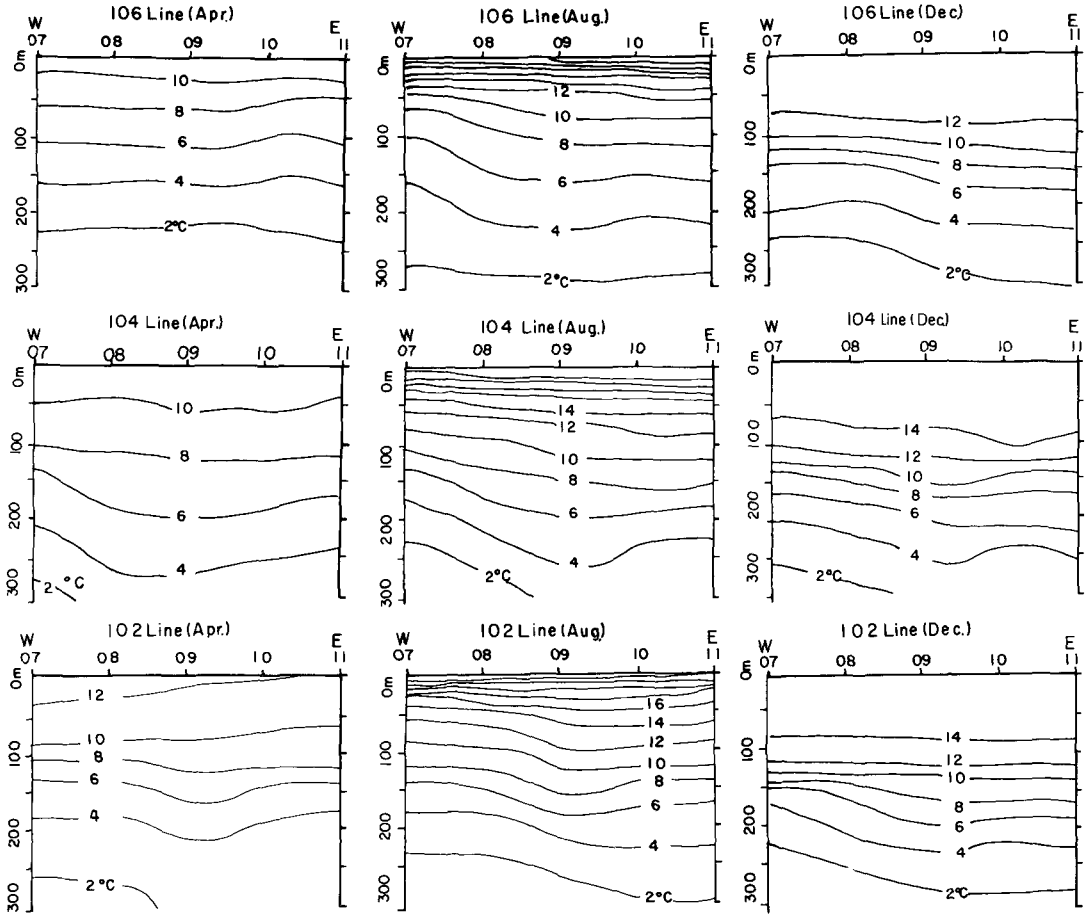 106 Line(Apr.)
W E
07 08 09 10 11
0m
100
200
300
10
8
6
4
2°C
106 Line(Aug.)
W E
07 08 09 10 11
0m
100
200
300
12
10
8
6
4
2°C
106 Line(Dec.)
W E
07 08 09 10 11
0m
100
200
300
12
10
8
6
4
2°C
104 Line(Apr.)
W E
07 08 09 10 11
0m
100
200
300
10
8
6
4
2°C
104 Line(Aug.)
W E
07 08 09 10 11
0m
100
200
300
14
12
10
8
6
4
2°C
104 Line(Dec.)
W E
07 08 09 10 11
0m
100
200
300
14
12
10
8
6
4
2°C
102 Line(Apr.)
W E
07 08 09 10 11
0m
100
200
300
12
10
8
6
4
2°C
102 Line(Aug)
W E
07 08 09 10 11
0m
100
200
300
16
14
12
10
8
6
4
2°C
102 Line(Dec.)
W E
07 08 09 10 11
0m
100
200
300
14
12
10
8
6
4
2°C